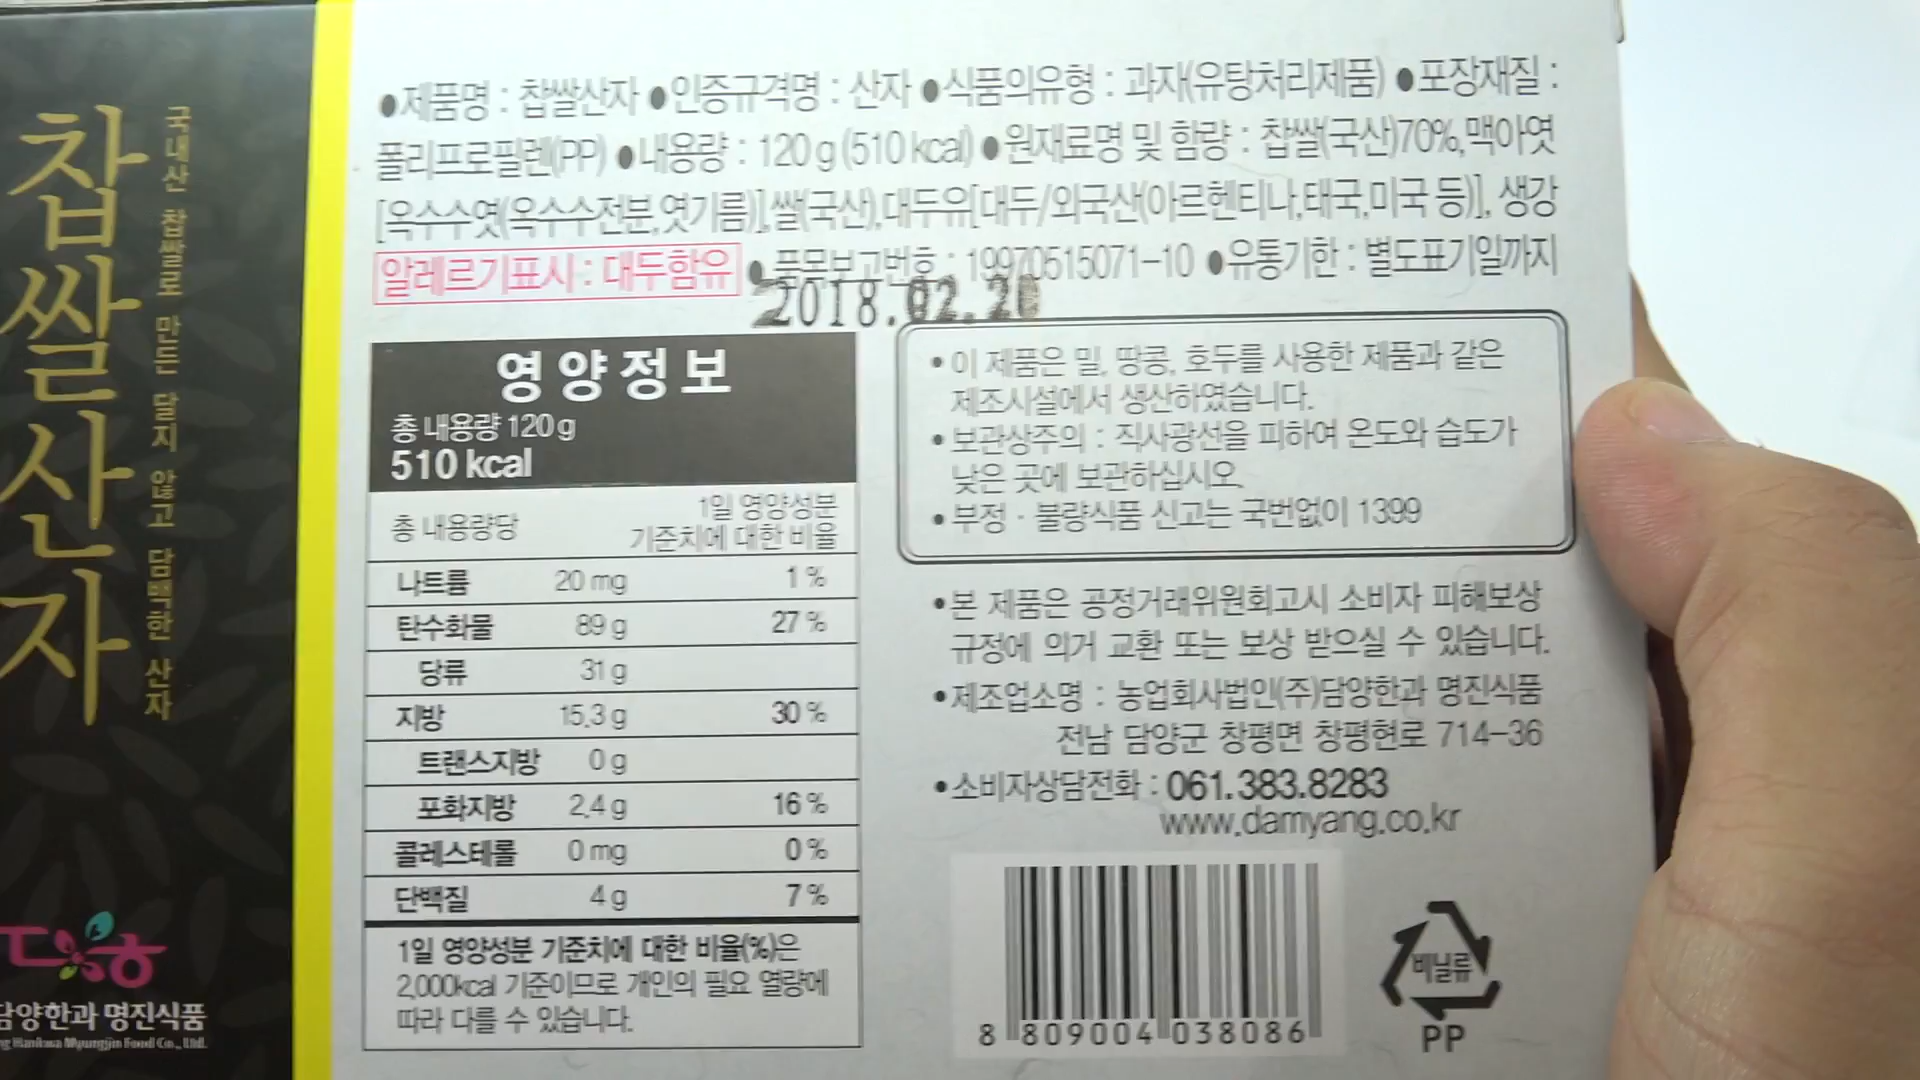 찹쌀산자
국내산 찹쌀로 만든 달지 않고 담백한 산자
담양한과 명진식품
Hankwa Myungjin Food Co., Ltd.
●제품명 : 찹쌀산자 ●인증규격명 : 산자 ●식품의유형 : 과자(유탕처리제품) ●포장재질 :
폴리프로필렌(PP) ●내용량 : 120g(510kcal) ●원재료명 및 함량 : 찹쌀(국산)70%,맥아엿
[옥수수엿(옥수수전분,엿기름)],쌀(국산),대두유[대두/외국산(아르헨티나,태국,미국 등)], 생강
알레르기표시 : 대두함유 ●품목보고번호 : 19970515071-10 ●유통기한 : 별도표기일까지
2018.02.20
영양정보
총 내용량 120g
510 kcal
총 내용량당 1일 영양성분
기준치에 대한 비율
나트륨 20 mg 1 %
탄수화물 89 g 27 %
당류 31 g
지방 15.3 g 30 %
트랜스지방 0 g
포화지방 2.4 g 16 %
콜레스테롤 0 mg 0 %
단백질 4 g 7 %
1일 영양성분 기준치에 대한 비율(%)은
2,000kcal 기준이므로 개인의 필요 열량에
따라 다를 수 있습니다.
• 이 제품은 밀, 땅콩, 호두를 사용한 제품과 같은
제조시설에서 생산하였습니다.
• 보관상주의 : 직사광선을 피하여 온도와 습도가
낮은 곳에 보관하십시오.
• 부정 · 불량식품 신고는 국번없이 1399
• 본 제품은 공정거래위원회고시 소비자 피해보상
규정에 의거 교환 또는 보상 받으실 수 있습니다.
• 제조업소명 : 농업회사법인(주)담양한과 명진식품
전남 담양군 창평면 창평현로 714-36
• 소비자상담전화 : 061.383.8283
www.damyang.co.kr
8 809004 038086
비닐류
PP